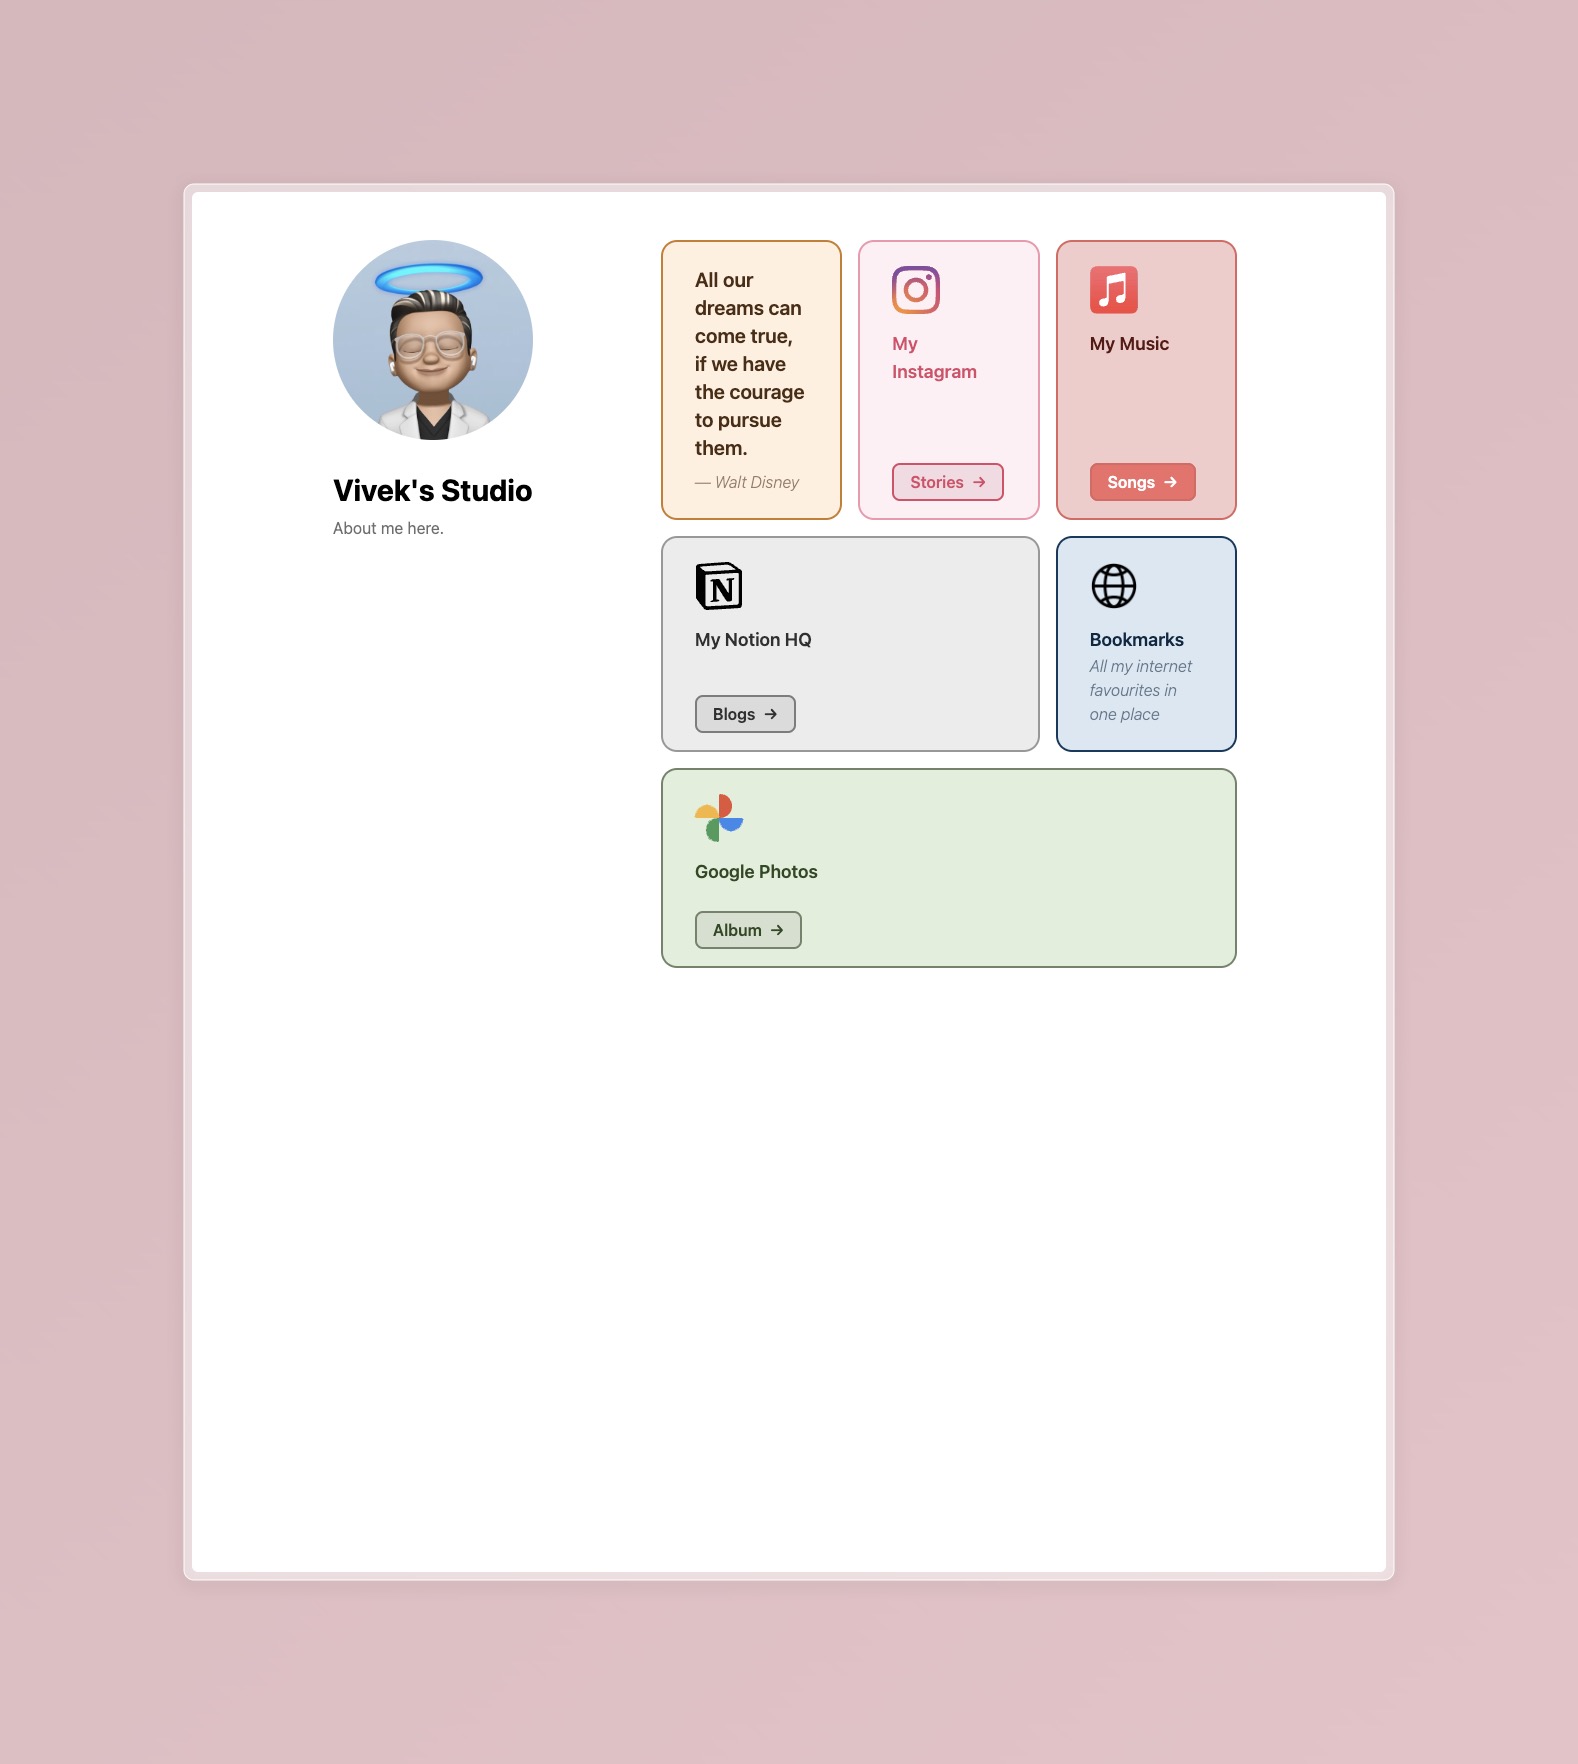 Vivek's Studio
About me here.
All our
dreams can
come true,
if we have
the courage
to pursue
them.
— Walt Disney
My
Instagram
Stories →
My Music
Songs →
N
My Notion HQ
Blogs →
Bookmarks
All my internet
favourites in
one place
Google Photos
Album →